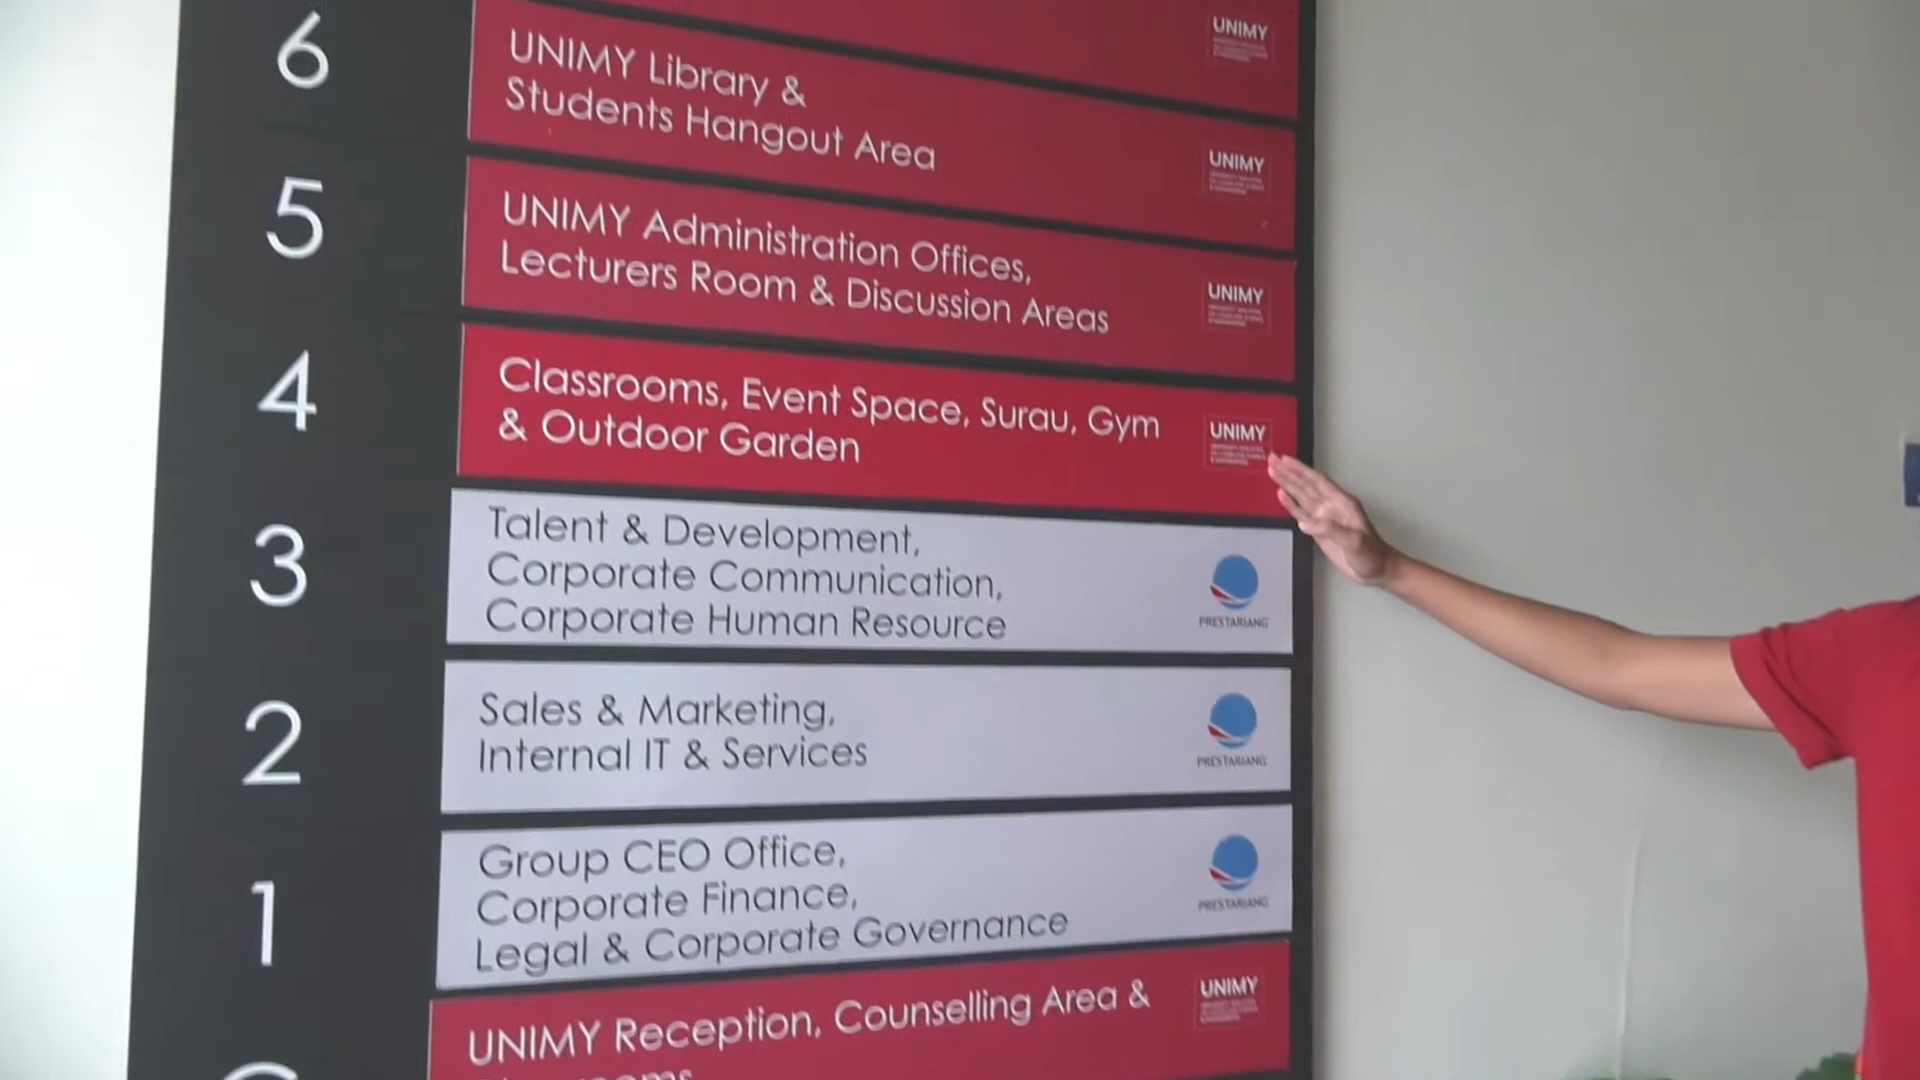 UNIMY
6
UNIMY Library &
Students Hangout Area
UNIMY
5
UNIMY Administration Offices,
Lecturers Room & Discussion Areas
UNIMY
4
Classrooms, Event Space, Surau, Gym
& Outdoor Garden
UNIMY
3
Talent & Development,
Corporate Communication,
Corporate Human Resource
PRESTARIANG
2
Sales & Marketing,
Internal IT & Services
PRESTARIANG
1
Group CEO Office,
Corporate Finance,
Legal & Corporate Governance
PRESTARIANG
UNIMY Reception, Counselling Area &
UNIMY